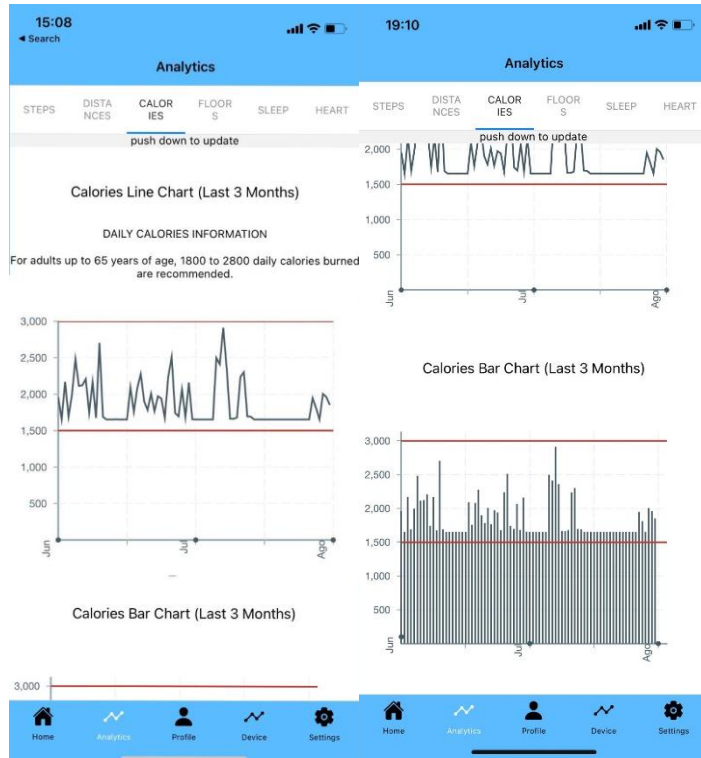 15:08
◀ Search
Analytics
STEPS
DISTA
NCES
CALOR
IES
FLOOR
S
SLEEP
HEART
push down to update
Calories Line Chart (Last 3 Months)
DAILY CALORIES INFORMATION
For adults up to 65 years of age, 1800 to 2800 daily calories burned
are recommended.
3,000
2,500
2,000
1,500
1,000
500
Jun
Jul
Ago
Calories Bar Chart (Last 3 Months)
3,000
Home
Analytics
Profile
Device
Settings
19:10
Analytics
STEPS
DISTA
NCES
CALOR
IES
FLOOR
S
SLEEP
HEART
push down to update
2,000
1,500
1,000
500
Jun
Jul
Ago
Calories Bar Chart (Last 3 Months)
3,000
2,500
2,000
1,500
1,000
500
Jun
Jul
Ago
Home
Analytics
Profile
Device
Settings